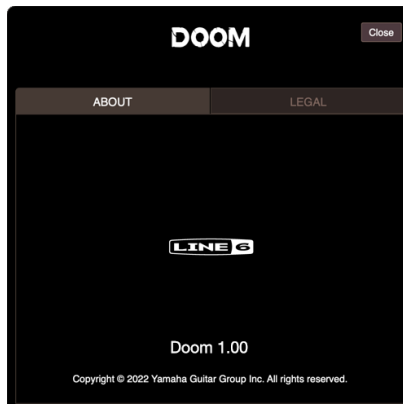 DOOM
Close
ABOUT
LEGAL
LINE 6
Doom 1.00
Copyright © 2022 Yamaha Guitar Group Inc. All rights reserved.